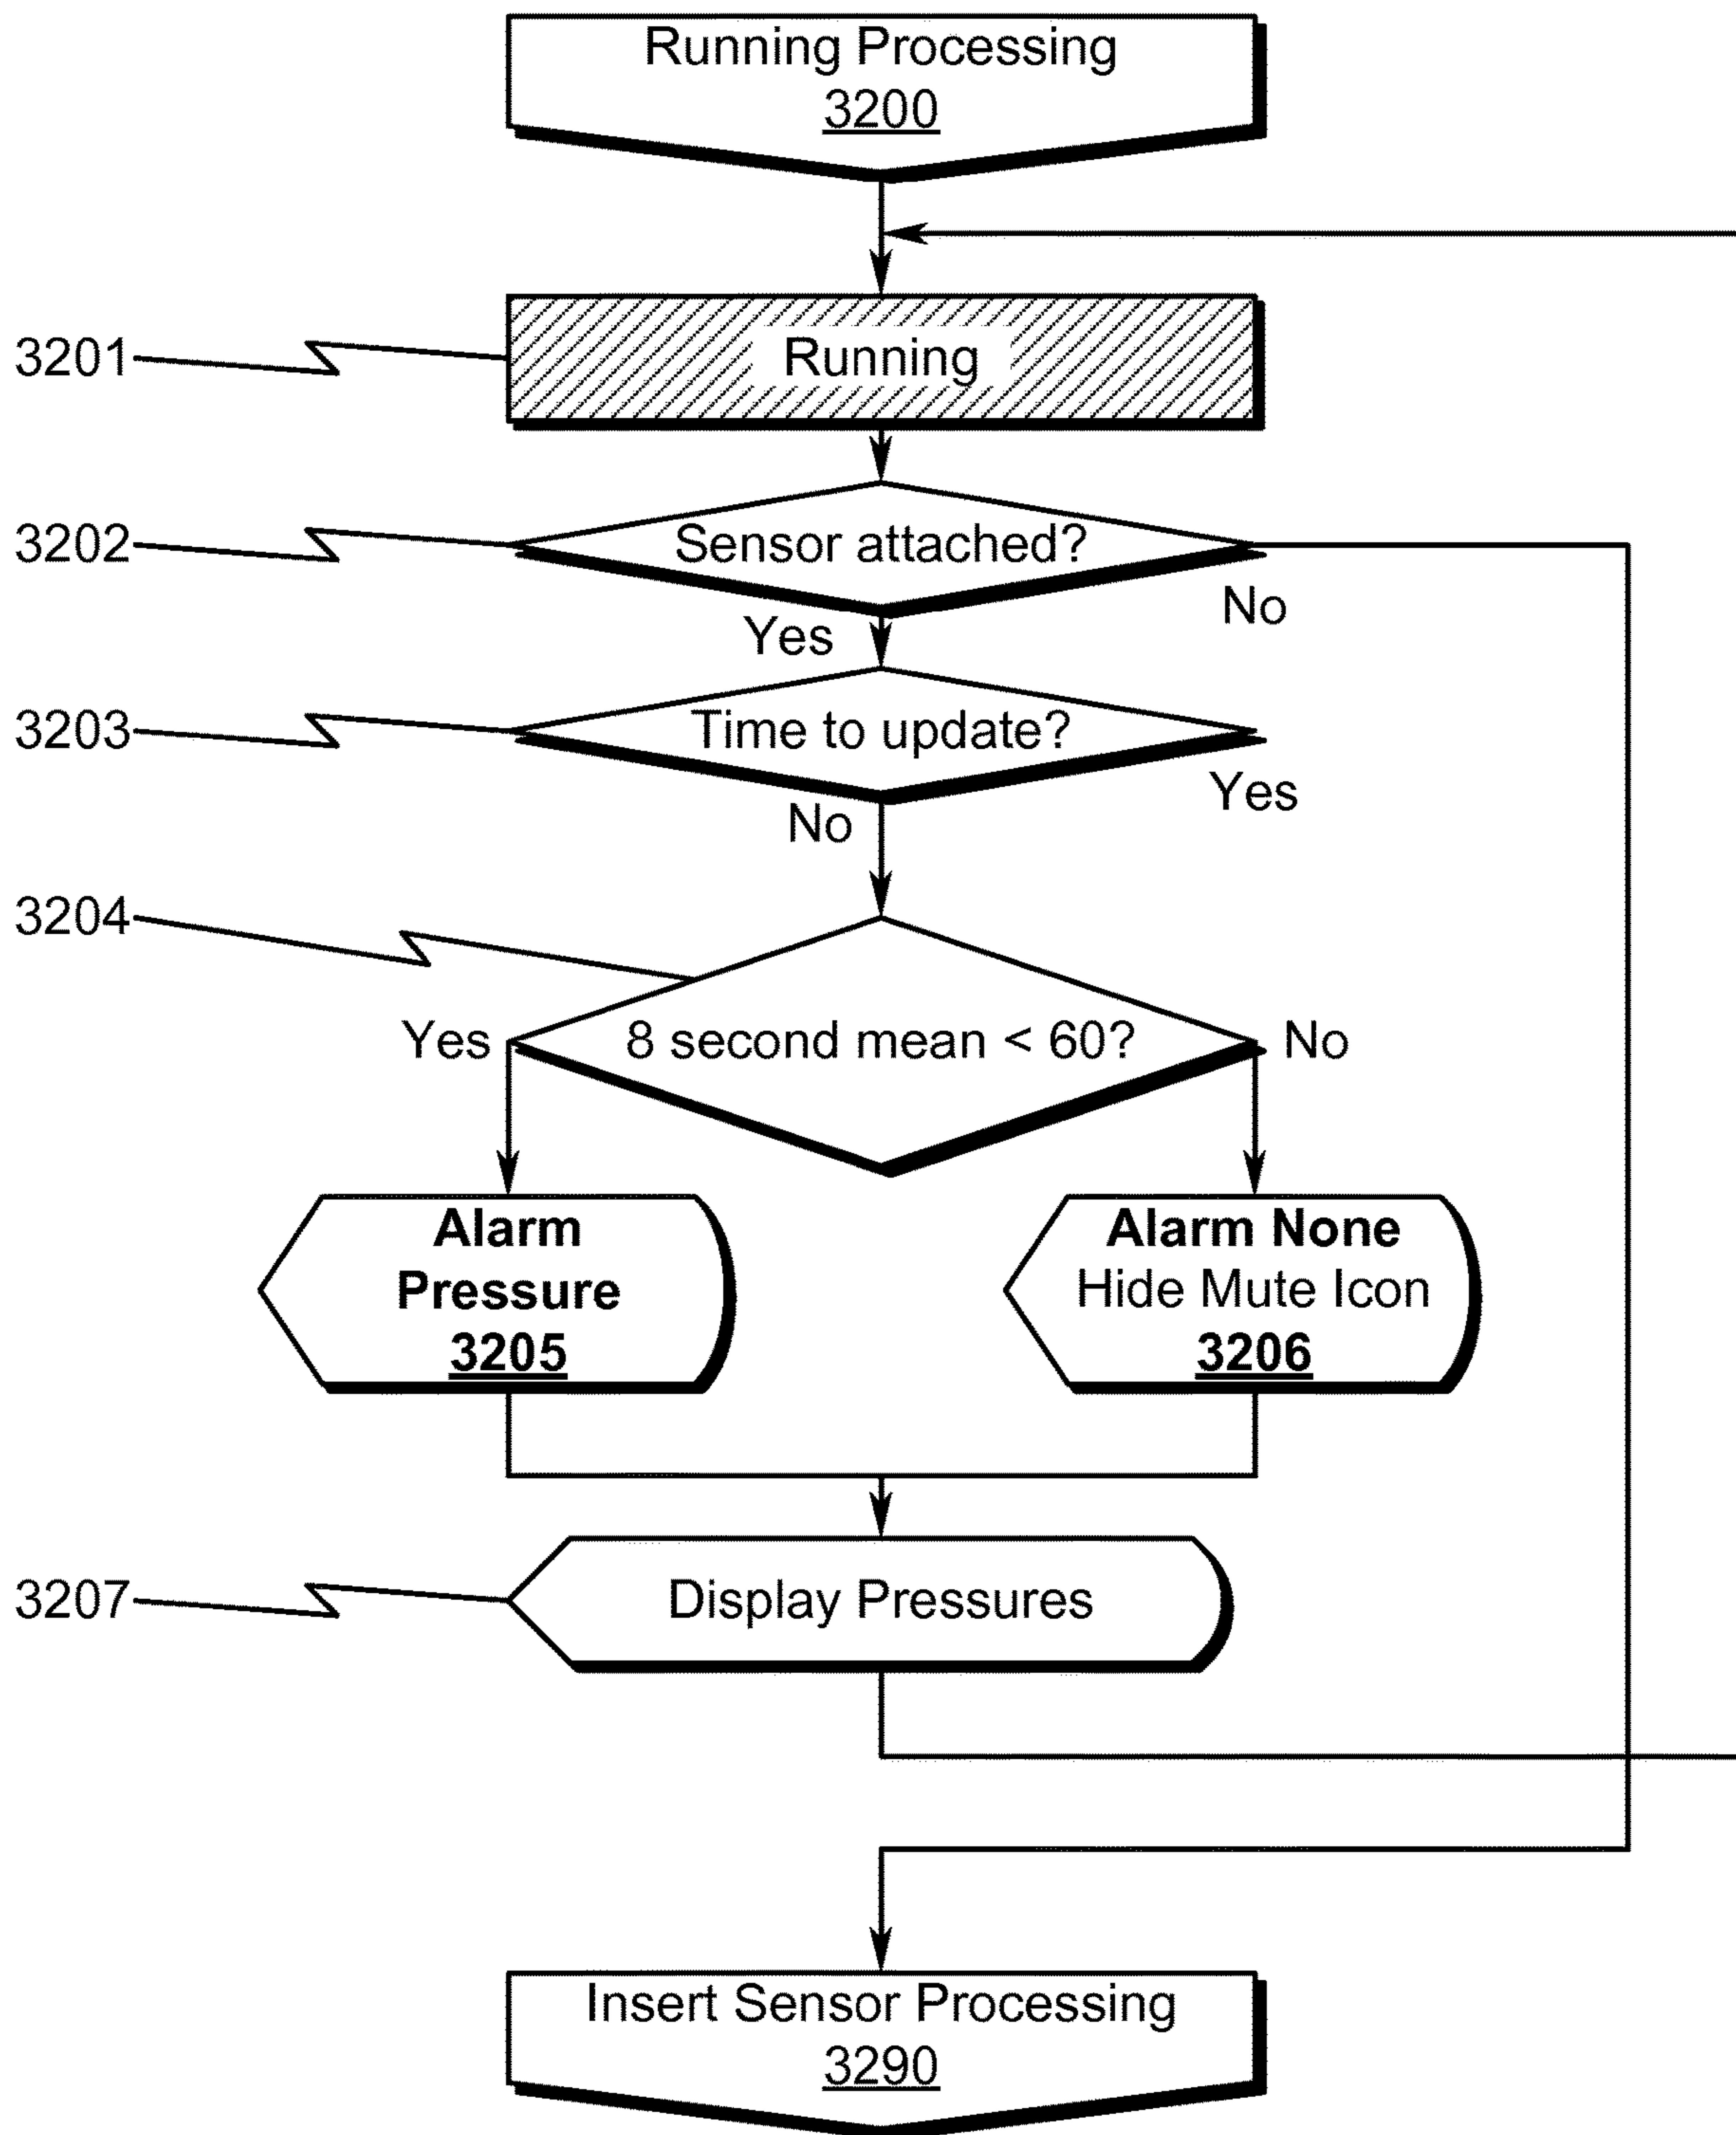 Running Processing
3200
3201
Running
3202
Sensor attached?
No
Yes
3203
Time to update?
Yes
No
3204
Yes
8 second mean < 60?
No
Alarm
Pressure
3205
Alarm None
Hide Mute Icon
3206
3207
Display Pressures
Insert Sensor Processing
3290